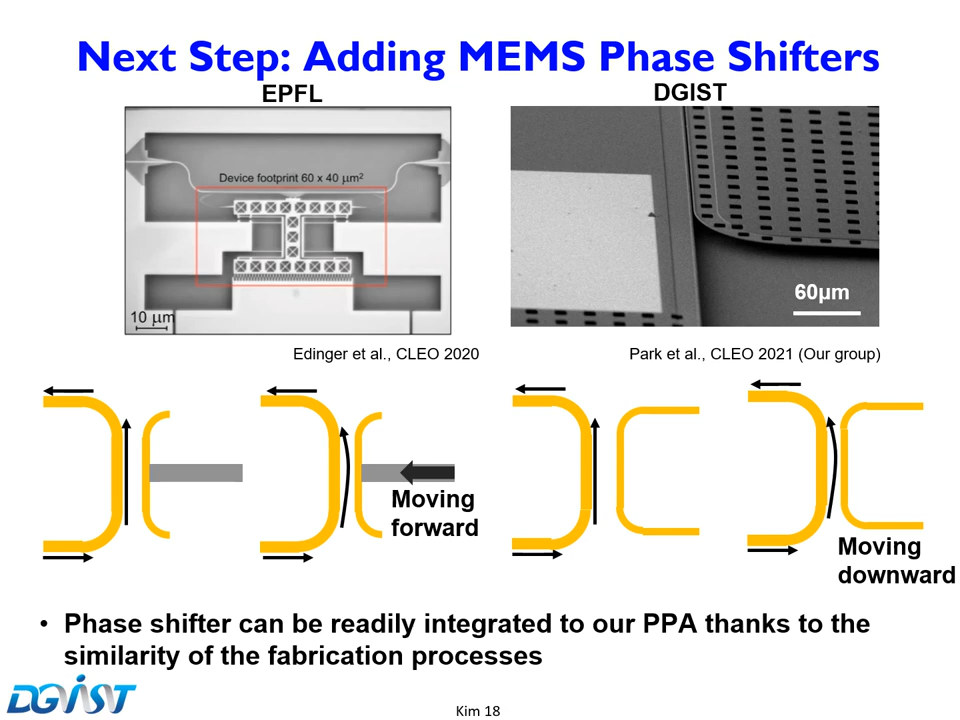 Next Step: Adding MEMS Phase Shifters
EPFL
DGIST
Device footprint 60 x 40 μm²
10 μm
60μm
Edinger et al., CLEO 2020
Park et al., CLEO 2021 (Our group)
Moving
forward
Moving
downward
• Phase shifter can be readily integrated to our PPA thanks to the
similarity of the fabrication processes
DGIST
Kim 18